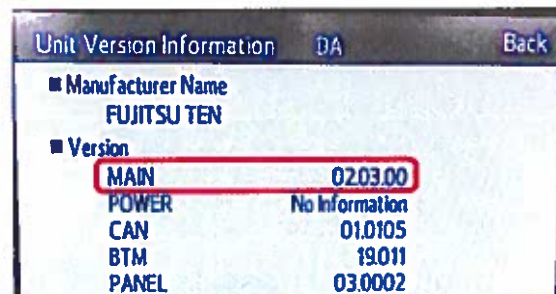 Unit Version Information DA Back
■ Manufacturer Name
FUJITSU TEN
■ Version
MAIN 02.03.00
POWER No Information
CAN 01.0105
BTM 19.011
PANEL 03.0002